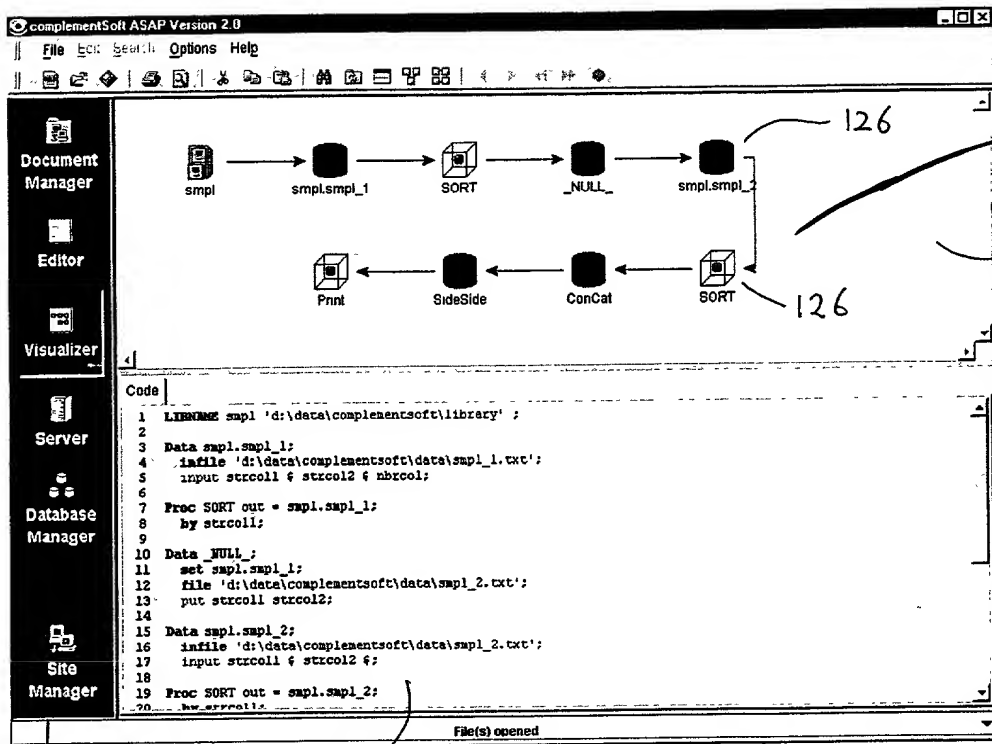 complementSoft ASAP Version 2.0
File Edit Search Options Help
Document Manager
Editor
Visualizer
Server
Database Manager
Site Manager
smpl
smpl.smpl_1
SORT
_NULL_
smpl.smpl_2
126
Print
SideSide
ConCat
SORT
126
Code
1 LIBNAME smpl 'd:\data\complementsoft\library' ;
2
3 Data smpl.smpl_1;
4 infile 'd:\data\complementsoft\data\smpl_1.txt';
5 input strcol1 $ strcol2 $ nbrcol;
6
7 Proc SORT out = smpl.smpl_1;
8 by strcol1;
9
10 Data _NULL_;
11 set smpl.smpl_1;
12 file 'd:\data\complementsoft\data\smpl_2.txt';
13 put strcol1 strcol2;
14
15 Data smpl.smpl_2;
16 infile 'd:\data\complementsoft\data\smpl_2.txt';
17 input strcol1 $ strcol2 $;
18
19 Proc SORT out = smpl.smpl_2;
20 by strcol1;
File(s) opened